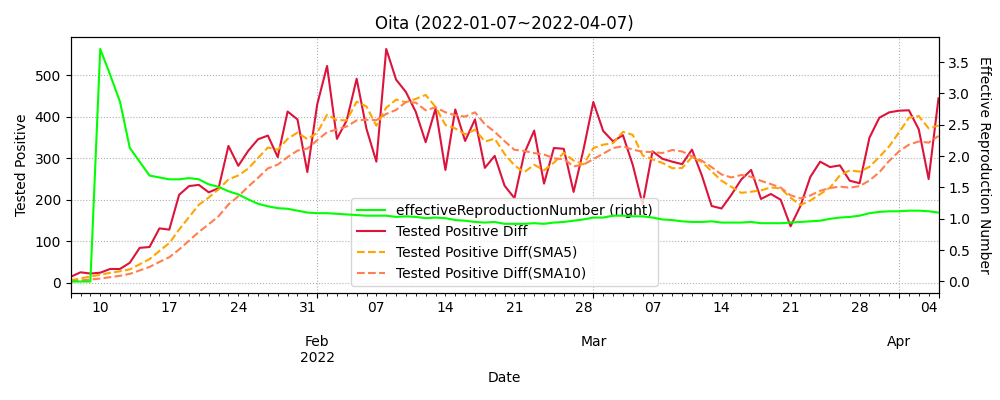 Oita (2022-01-07~2022-04-07)
Tested Positive
0
100
200
300
400
500
Effective Reproduction Number
0.0
0.5
1.0
1.5
2.0
2.5
3.0
3.5
effectiveReproductionNumber (right)
Tested Positive Diff
Tested Positive Diff(SMA5)
Tested Positive Diff(SMA10)
10 17 24 31 07 14 21 28 07 14 21 28 04
Feb Mar Apr
2022
Date